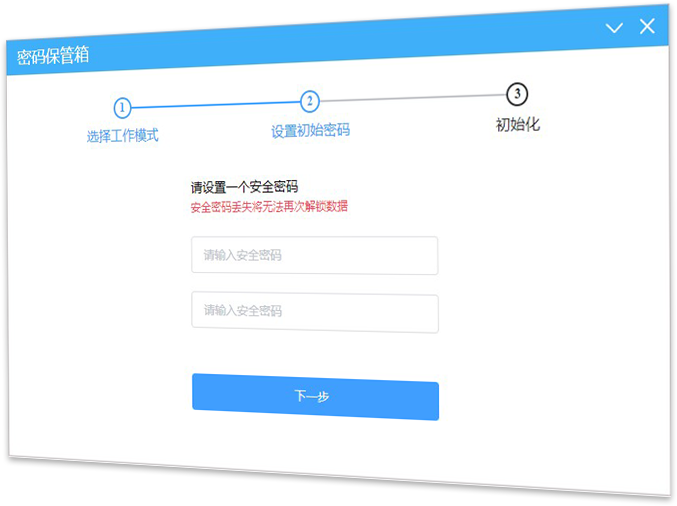 密码保管箱
1
2
3
选择工作模式
设置初始密码
初始化
请设置一个安全密码
安全密码丢失将无法再次解锁数据
请输入安全密码
请输入安全密码
下一步